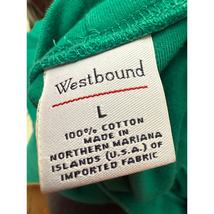 Westbound
L
100% COTTON
MADE IN
NORTHERN MARIANA
ISLANDS (U.S.A.) OF
IMPORTED FABRIC